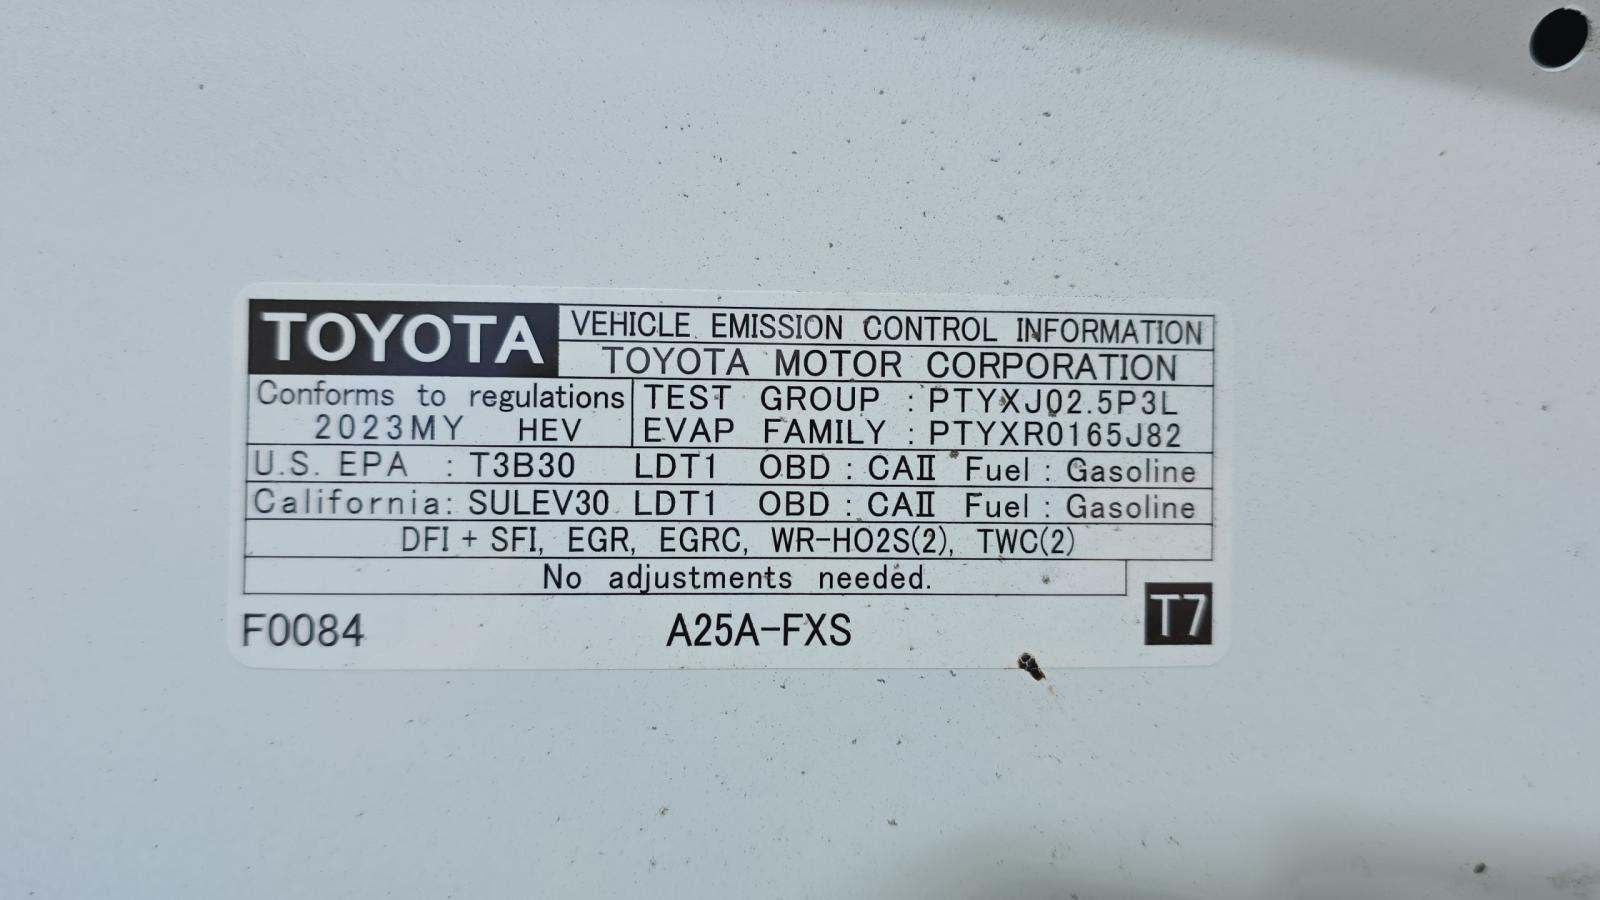 TOYOTA VEHICLE EMISSION CONTROL INFORMATION
TOYOTA MOTOR CORPORATION
Conforms to regulations TEST GROUP : PTYXJ02.5P3L
2023MY HEV EVAP FAMILY : PTYXR0165J82
U.S. EPA : T3B30 LDT1 OBD : CAⅡ Fuel : Gasoline
California: SULEV30 LDT1 OBD : CAⅡ Fuel : Gasoline
DFI + SFI, EGR, EGRC, WR-HO2S(2), TWC(2)
No adjustments needed.
F0084 A25A-FXS T7